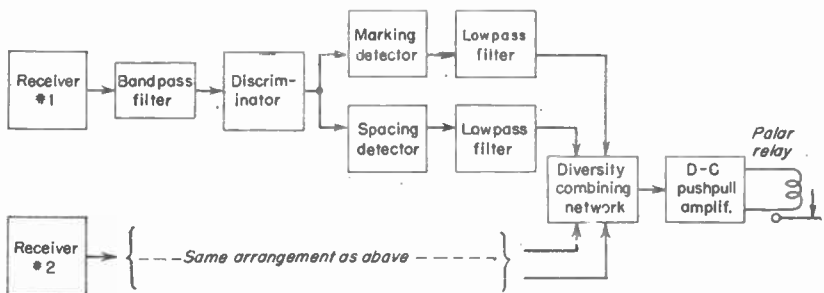 Receiver
#1
Bandpass
filter
Discrim-
inator
Marking
detector
Lowpass
filter
Spacing
detector
Lowpass
filter
Diversity
combining
network
D-C
pushpull
amplif.
Polar
relay
Receiver
#2
Same arrangement as above